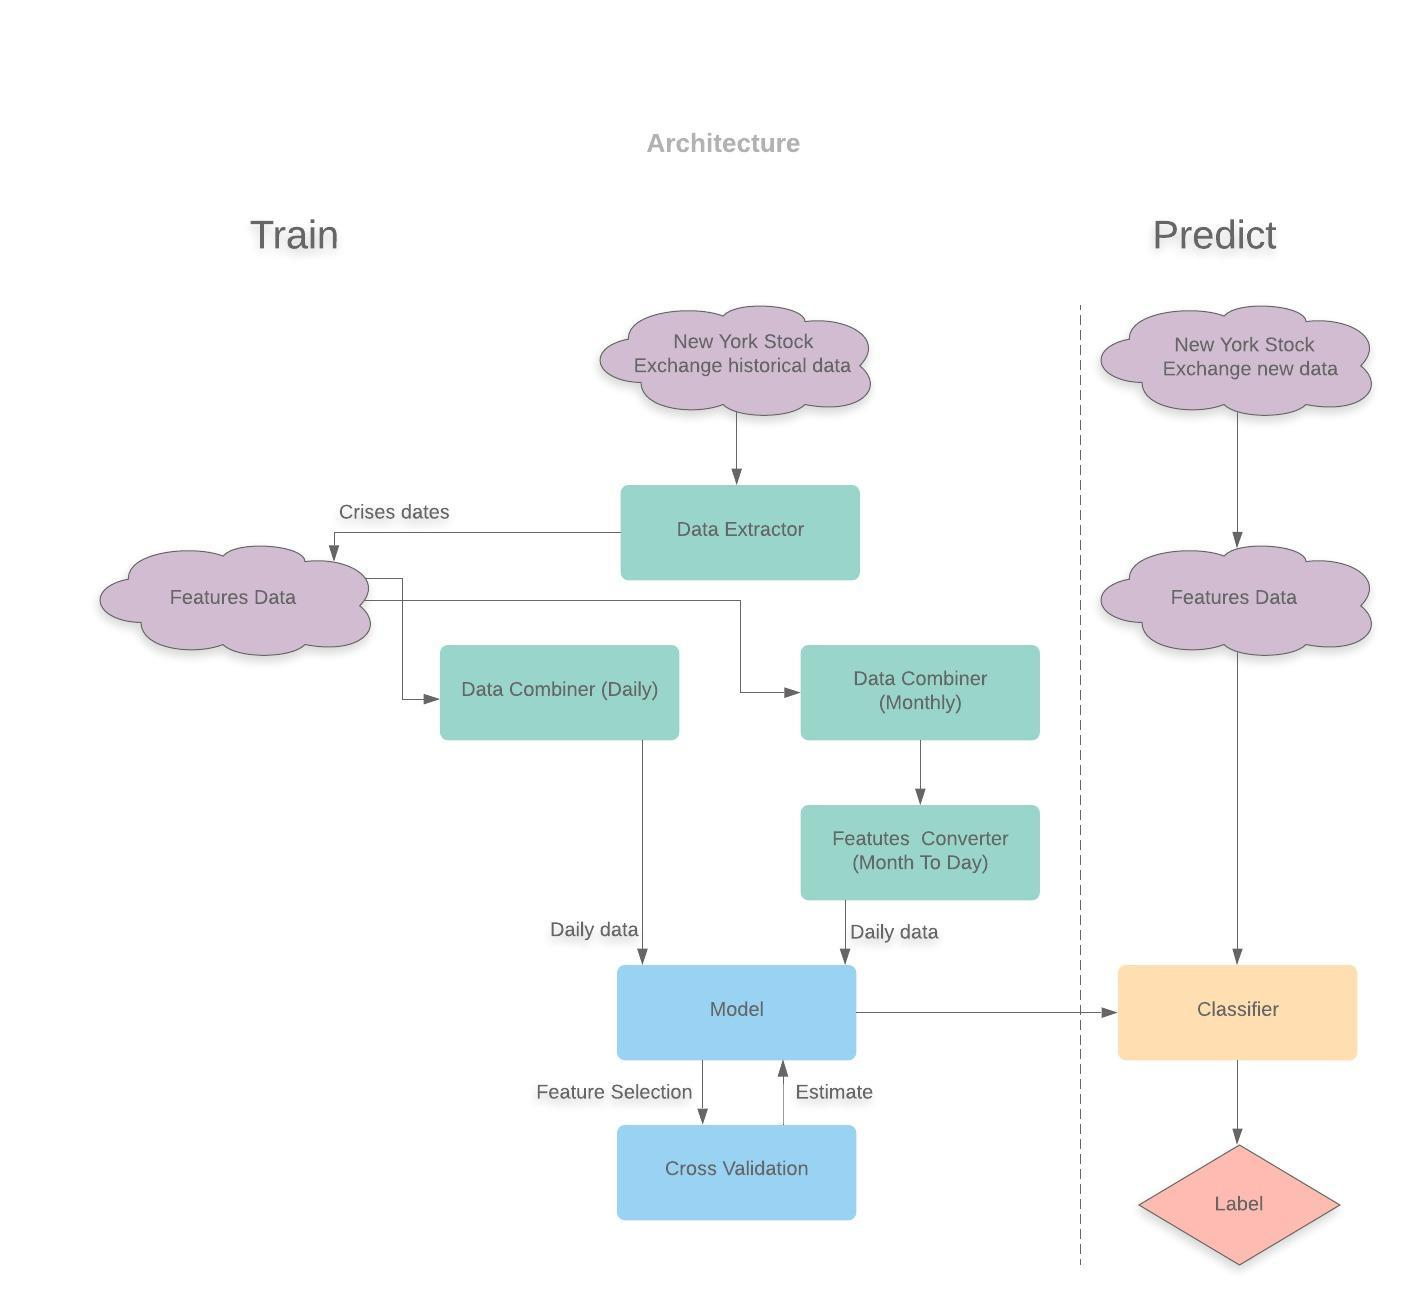 Architecture
Train
Predict
New York Stock
Exchange historical data
New York Stock
Exchange new data
Crises dates
Data Extractor
Features Data
Features Data
Data Combiner (Daily)
Data Combiner
(Monthly)
Featutes  Converter
(Month To Day)
Daily data
Daily data
Model
Classifier
Feature Selection
Estimate
Cross Validation
Label